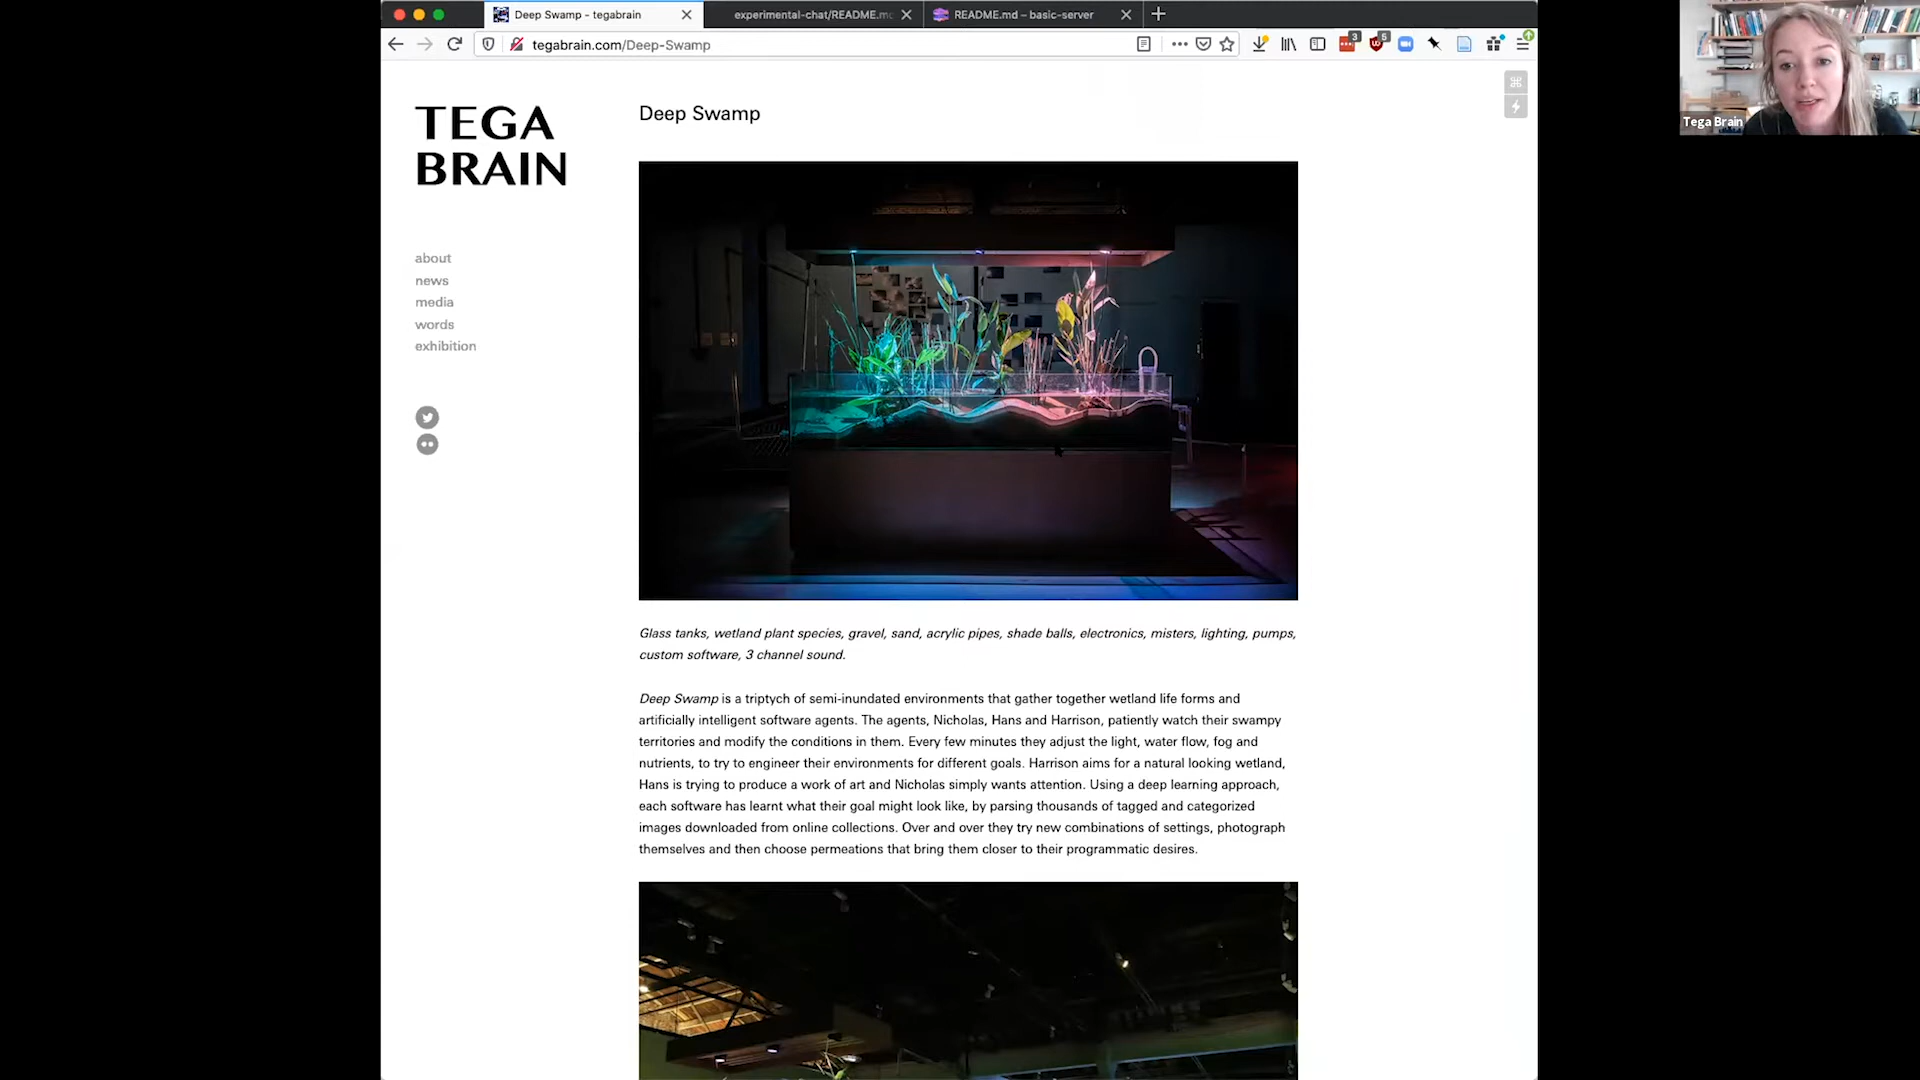 Deep Swamp - tegabrain
experimental-chat/README.m
README.md – basic-server
tegabrain.com/Deep-Swamp
3
5
TEGA
BRAIN
about
news
media
words
exhibition
Deep Swamp
Glass tanks, wetland plant species, gravel, sand, acrylic pipes, shade balls, electronics, misters, lighting, pumps,
custom software, 3 channel sound.
Deep Swamp is a triptych of semi-inundated environments that gather together wetland life forms and
artificially intelligent software agents. The agents, Nicholas, Hans and Harrison, patiently watch their swampy
territories and modify the conditions in them. Every few minutes they adjust the light, water flow, fog and
nutrients, to try to engineer their environments for different goals. Harrison aims for a natural looking wetland,
Hans is trying to produce a work of art and Nicholas simply wants attention. Using a deep learning approach,
each software has learnt what their goal might look like, by parsing thousands of tagged and categorized
images downloaded from online collections. Over and over they try new combinations of settings, photograph
themselves and then choose permeations that bring them closer to their programmatic desires.
Tega Brain